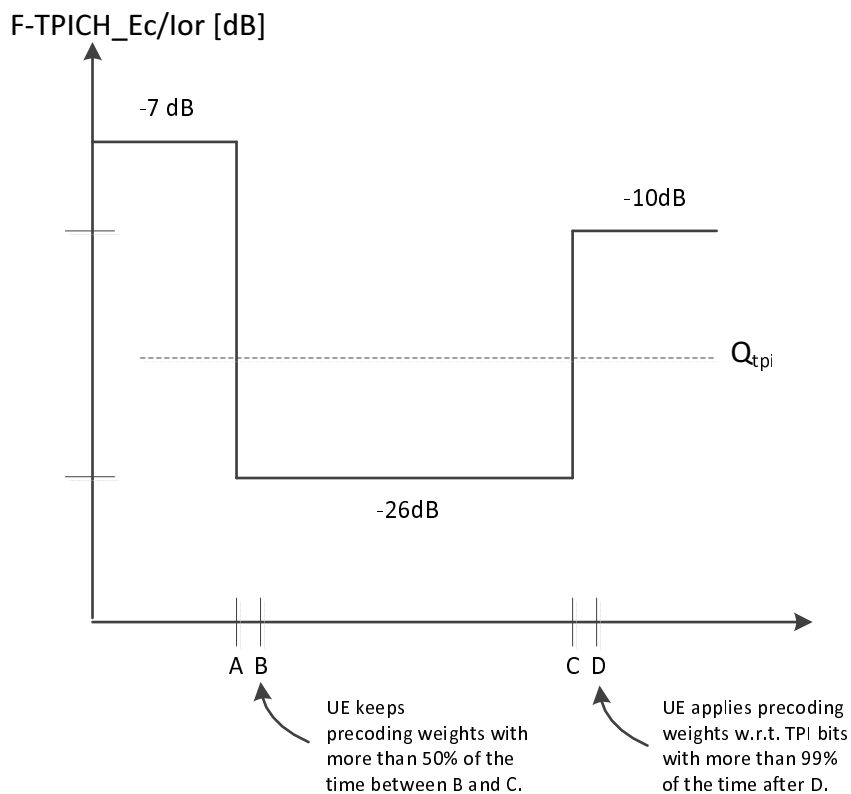 F-TPICH_Ec/Ior [dB]
-7 dB
-10dB
Qtpi
-26dB
A B
C D
UE keeps
precoding weights with
more than 50% of the
time between B and C.
UE applies precoding
weights w.r.t. TPI bits
with more than 99%
of the time after D.